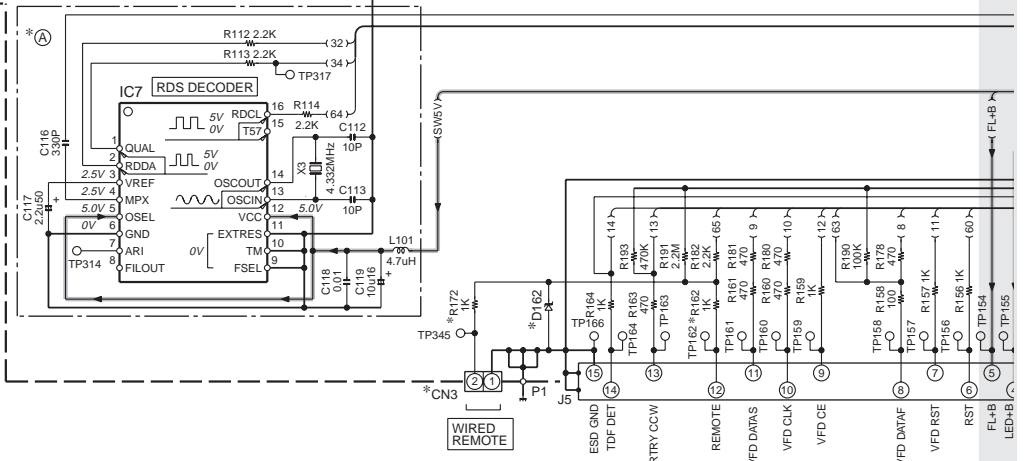 *Ⓐ
R112 2.2K
32
R113 2.2K
34
TP317
IC7
RDS DECODER
16
RDCL
R114
2.2K
64
15
T57
5V
0V
C116
330P
C112
10P
X3
4.332MHz
1
QUAL
2
RDDA
5V
0V
2.5V
3
VREF
2.5V
4
MPX
5.0V
5
OSEL
0V
6
GND
7
ARI
8
FILOUT
14
OSCOUT
13
OSCIN
12
VCC
5.0V
11
EXTRES
10
TM
9
FSEL
0V
C113
10P
C117
2.2u50
+
TP314
C118
0.01
C119
10u16
+
L101
4.7uH
SW5V
FL+B
14
13
65
9
10
12
63
8
11
60
R193
470K
R191
2.2M
R182
2.2K
R181
470
R180
470
R190
100K
R178
470
*R172
1K
*D162
R164
1K
R163
470
*R162
1K
R161
470
R160
470
R159
1K
R158
100
R157 1K
R156 1K
TP345
TP166
TP164
TP163
TP162
TP161
TP160
TP159
TP158
TP157
TP156
TP154
TP155
*CN3
2
1
P1
J5
WIRED
REMOTE
15
14
13
12
11
10
9
8
7
6
5
ESD GND
TDF DET
RTRY CCW
REMOTE
VFD DATAS
VFD CLK
VFD CE
VFD DATAF
VFD RST
RST
FL+B
LED+B